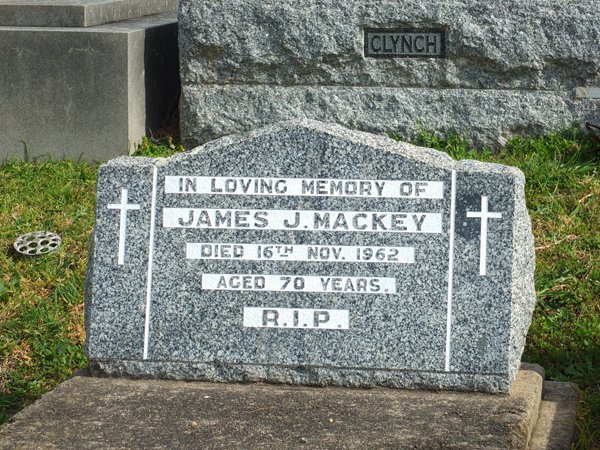 CLYNCH
IN LOVING MEMORY OF
JAMES J. MACKEY
DIED 16TH NOV. 1962
AGED 70 YEARS.
R.I.P.